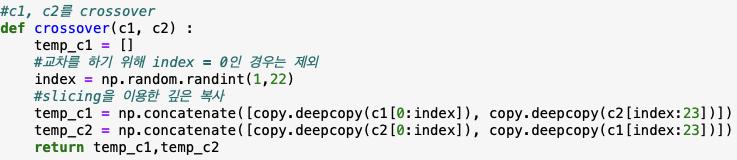 #c1, c2를 crossover
def crossover(c1, c2) :
    temp_c1 = []
    #교차를 하기 위해 index = 0인 경우는 제외
    index = np.random.randint(1,22)
    #slicing을 이용한 깊은 복사
    temp_c1 = np.concatenate([copy.deepcopy(c1[0:index]), copy.deepcopy(c2[index:23])])
    temp_c2 = np.concatenate([copy.deepcopy(c2[0:index]), copy.deepcopy(c1[index:23])])
    return temp_c1,temp_c2